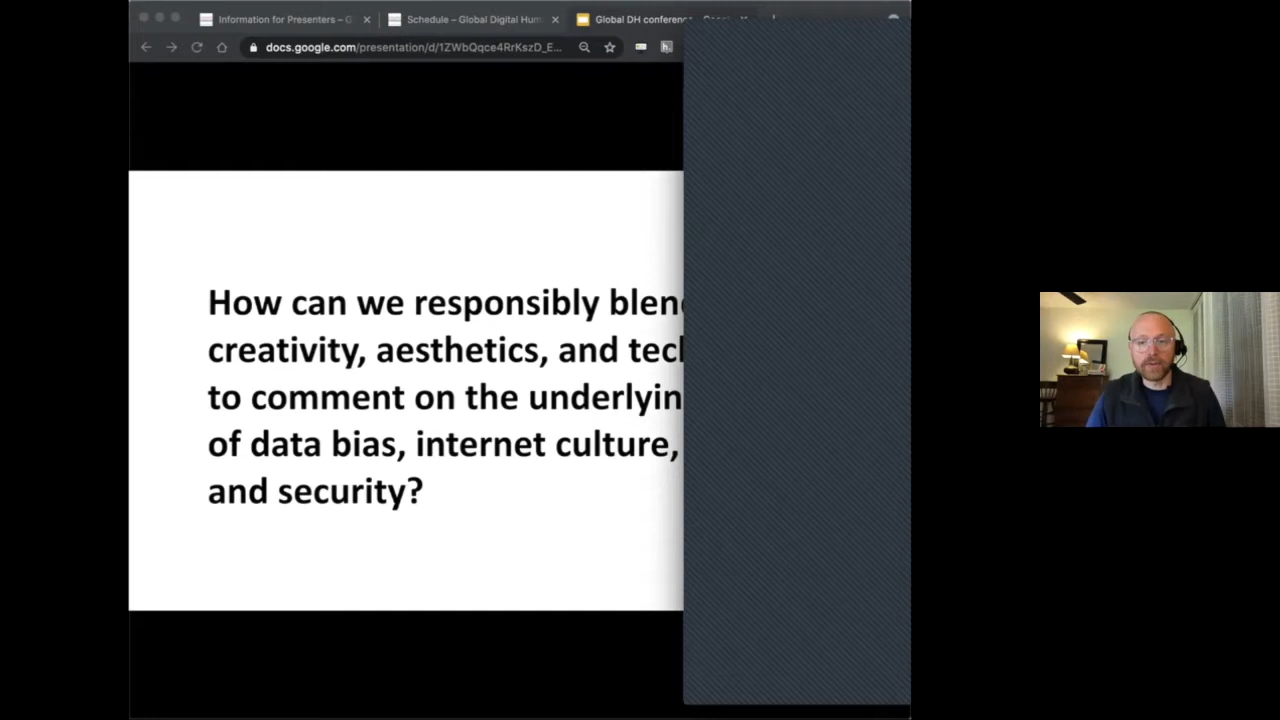 Information for Presenters – G
Schedule – Global Digital Hum
Global DH conference
docs.google.com/presentation/d/1ZWbQqce4RrKszD_E...
How can we responsibly blen
creativity, aesthetics, and tech
to comment on the underlyin
of data bias, internet culture,
and security?